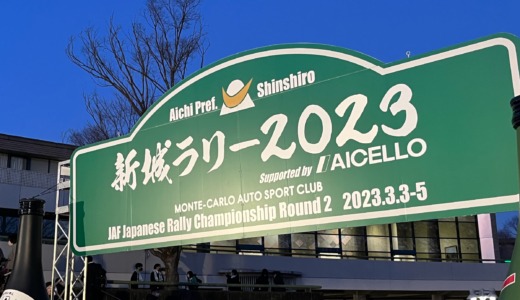 Aichi Pref. Shinshiro
新城ラリー2023
Supported by AICELLO
MONTE-CARLO AUTO SPORT CLUB
JAF Japanese Rally Championship Round 2 2023.3.3-5